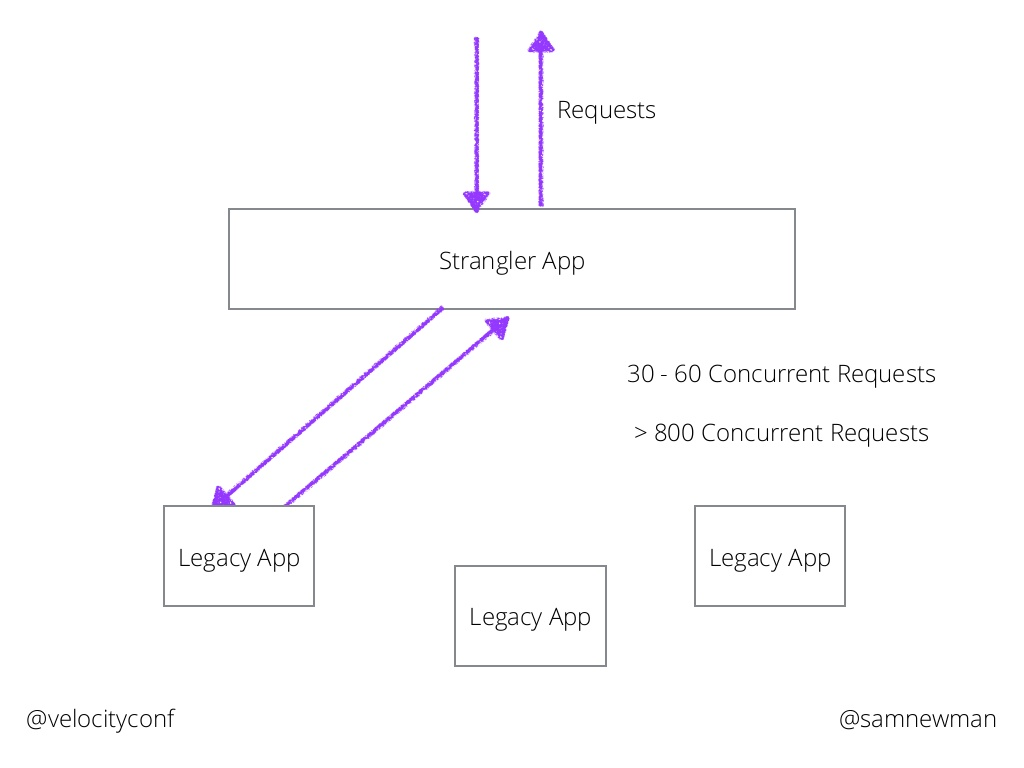 Requests
Strangler App
30 - 60 Concurrent Requests
> 800 Concurrent Requests
Legacy App
Legacy App
Legacy App
@velocityconf
@samnewman